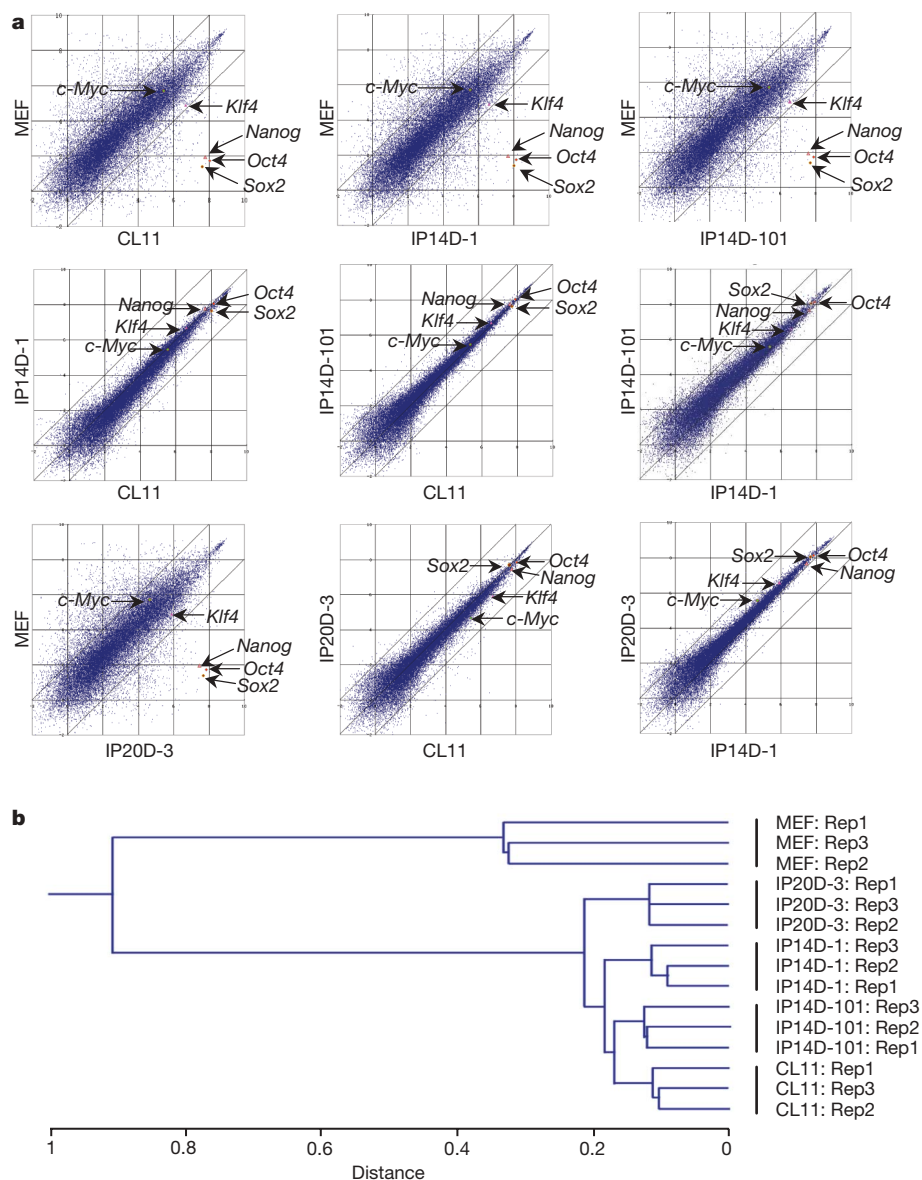 a
c-Myc
Klf4
Nanog
Oct4
Sox2
MEF
CL11
c-Myc
Klf4
Nanog
Oct4
Sox2
MEF
IP14D-1
c-Myc
Klf4
Nanog
Oct4
Sox2
MEF
IP14D-101
Nanog
Oct4
Sox2
Klf4
c-Myc
IP14D-1
CL11
Nanog
Oct4
Sox2
Klf4
c-Myc
IP14D-101
CL11
Sox2
Nanog
Oct4
Klf4
c-Myc
IP14D-101
IP14D-1
c-Myc
Klf4
Nanog
Oct4
Sox2
MEF
IP20D-3
Sox2
Oct4
Nanog
Klf4
c-Myc
IP20D-3
CL11
Sox2
Oct4
Nanog
Klf4
c-Myc
IP20D-3
IP14D-1
b
MEF: Rep1
MEF: Rep3
MEF: Rep2
IP20D-3: Rep1
IP20D-3: Rep3
IP20D-3: Rep2
IP14D-1: Rep3
IP14D-1: Rep2
IP14D-1: Rep1
IP14D-101: Rep3
IP14D-101: Rep2
IP14D-101: Rep1
CL11: Rep1
CL11: Rep3
CL11: Rep2
1 0.8 0.6 0.4 0.2 0
Distance